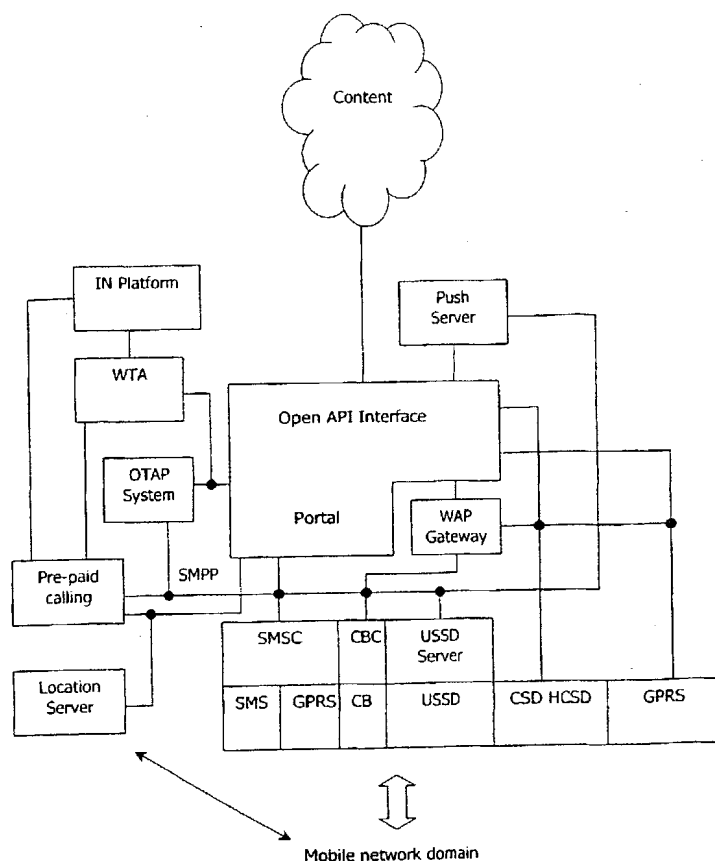 Content
IN Platform
Push
Server
WTA
Open API Interface
OTAP
System
Portal
WAP
Gateway
Pre-paid
calling
SMPP
SMSC
CBC
USSD
Server
Location
Server
SMS
GPRS
CB
USSD
CSD HCSD
GPRS
Mobile network domain